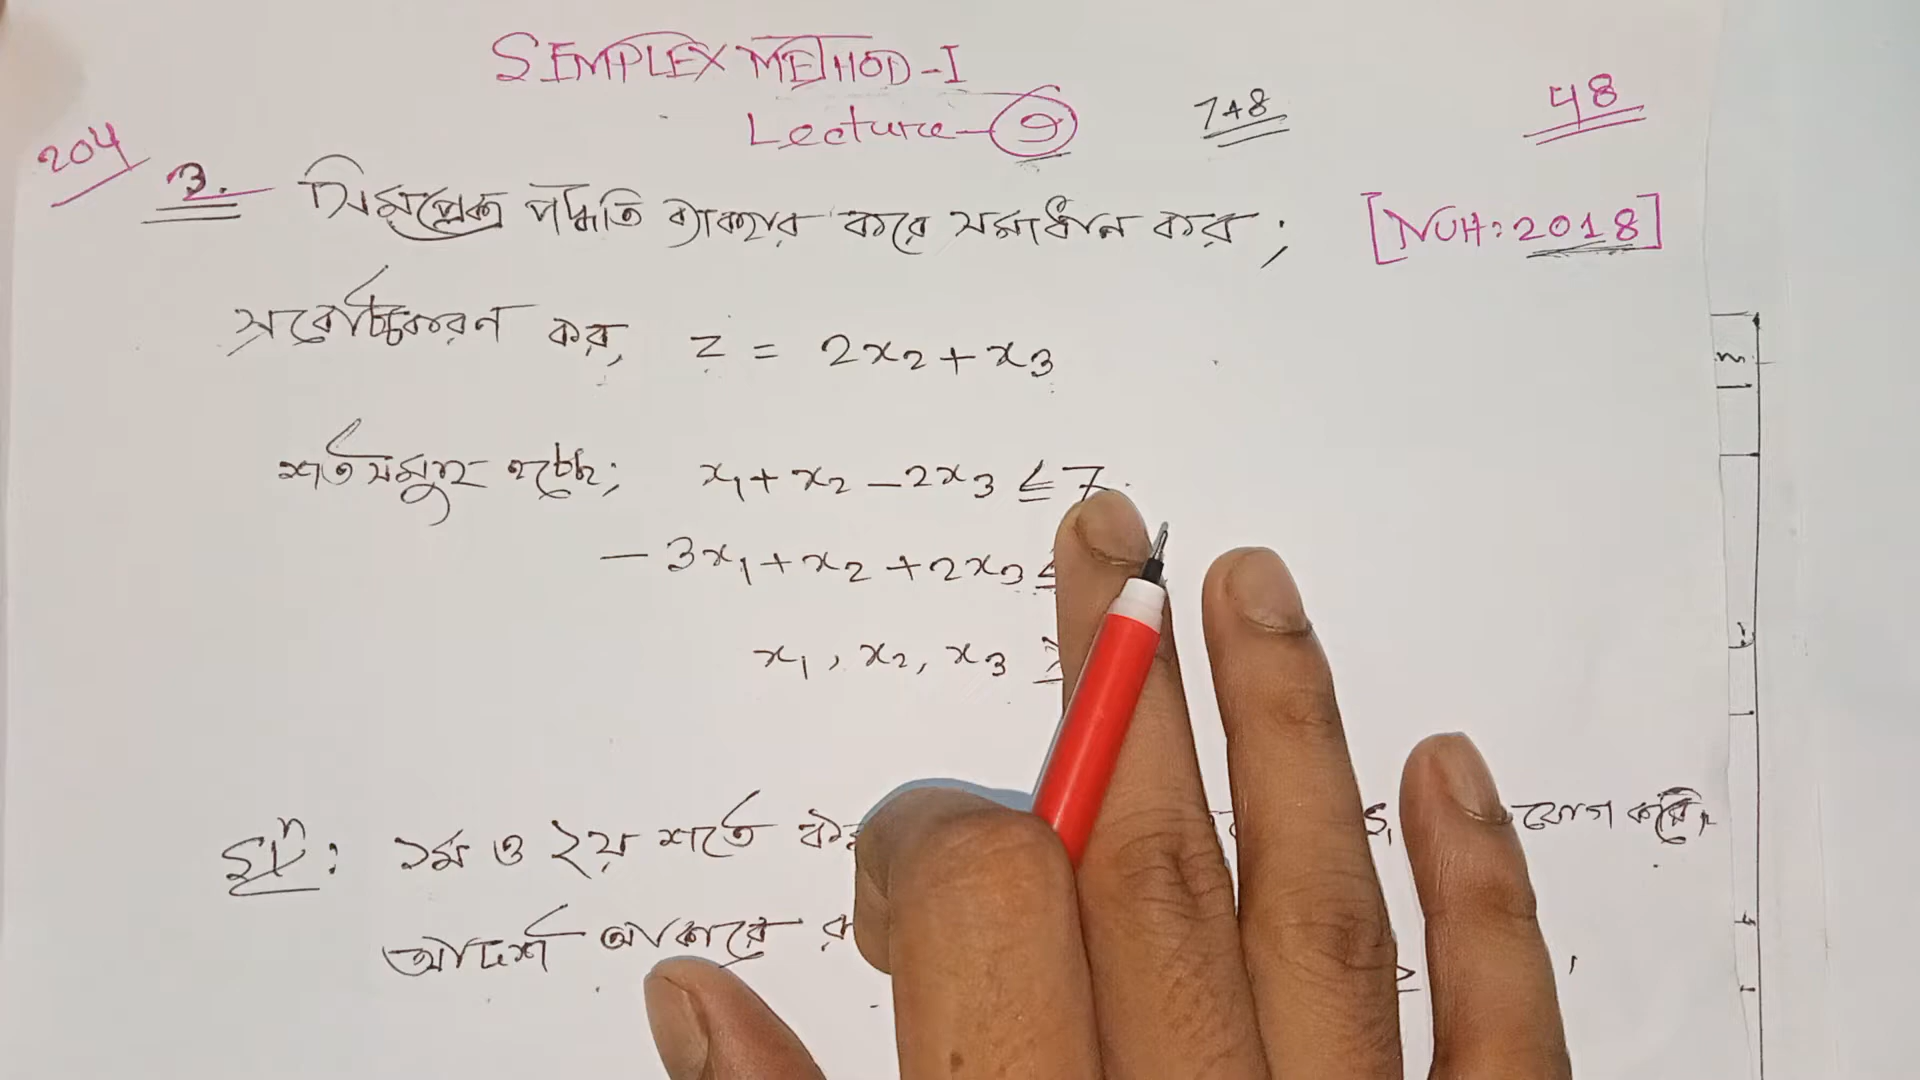 SIMPLEX METHOD-I
Lecture-৩
7+8
48
204
3. সিমপ্লেক্স পদ্ধতি ব্যবহার করে সমাধান কর; [NUH: 2018]
সর্বোচ্চকরণ কর, z = 2x₂ + x₃
শর্তসমূহ হচ্ছে; x₁ + x₂ - 2x₃ ≤ 7
- 3x₁ + x₂ + 2x₃ ≤
x₁, x₂, x₃ ≥
Solⁿ: ১ম ও ২য় শর্তে S₁ যোগ করি,
আদর্শ আকারে